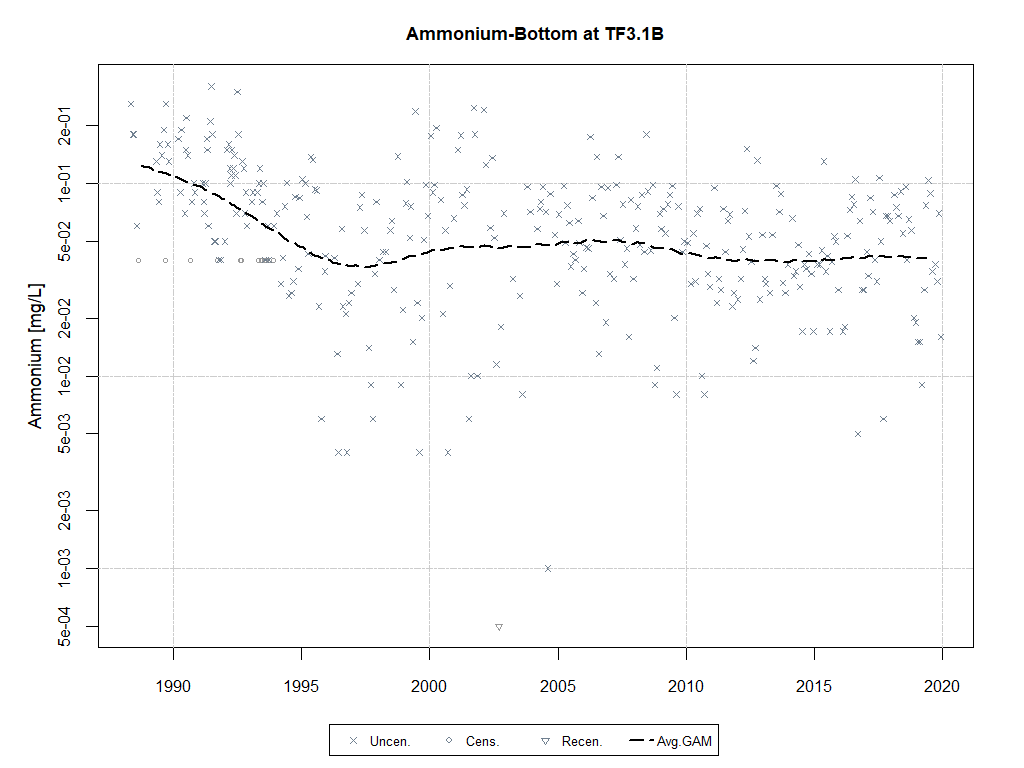 Ammonium-Bottom at TF3.1B
Ammonium [mg/L]
2e-01
1e-01
5e-02
2e-02
1e-02
5e-03
2e-03
1e-03
5e-04
1990 1995 2000 2005 2010 2015 2020
Uncen. Cens. Recen. Avg.GAM